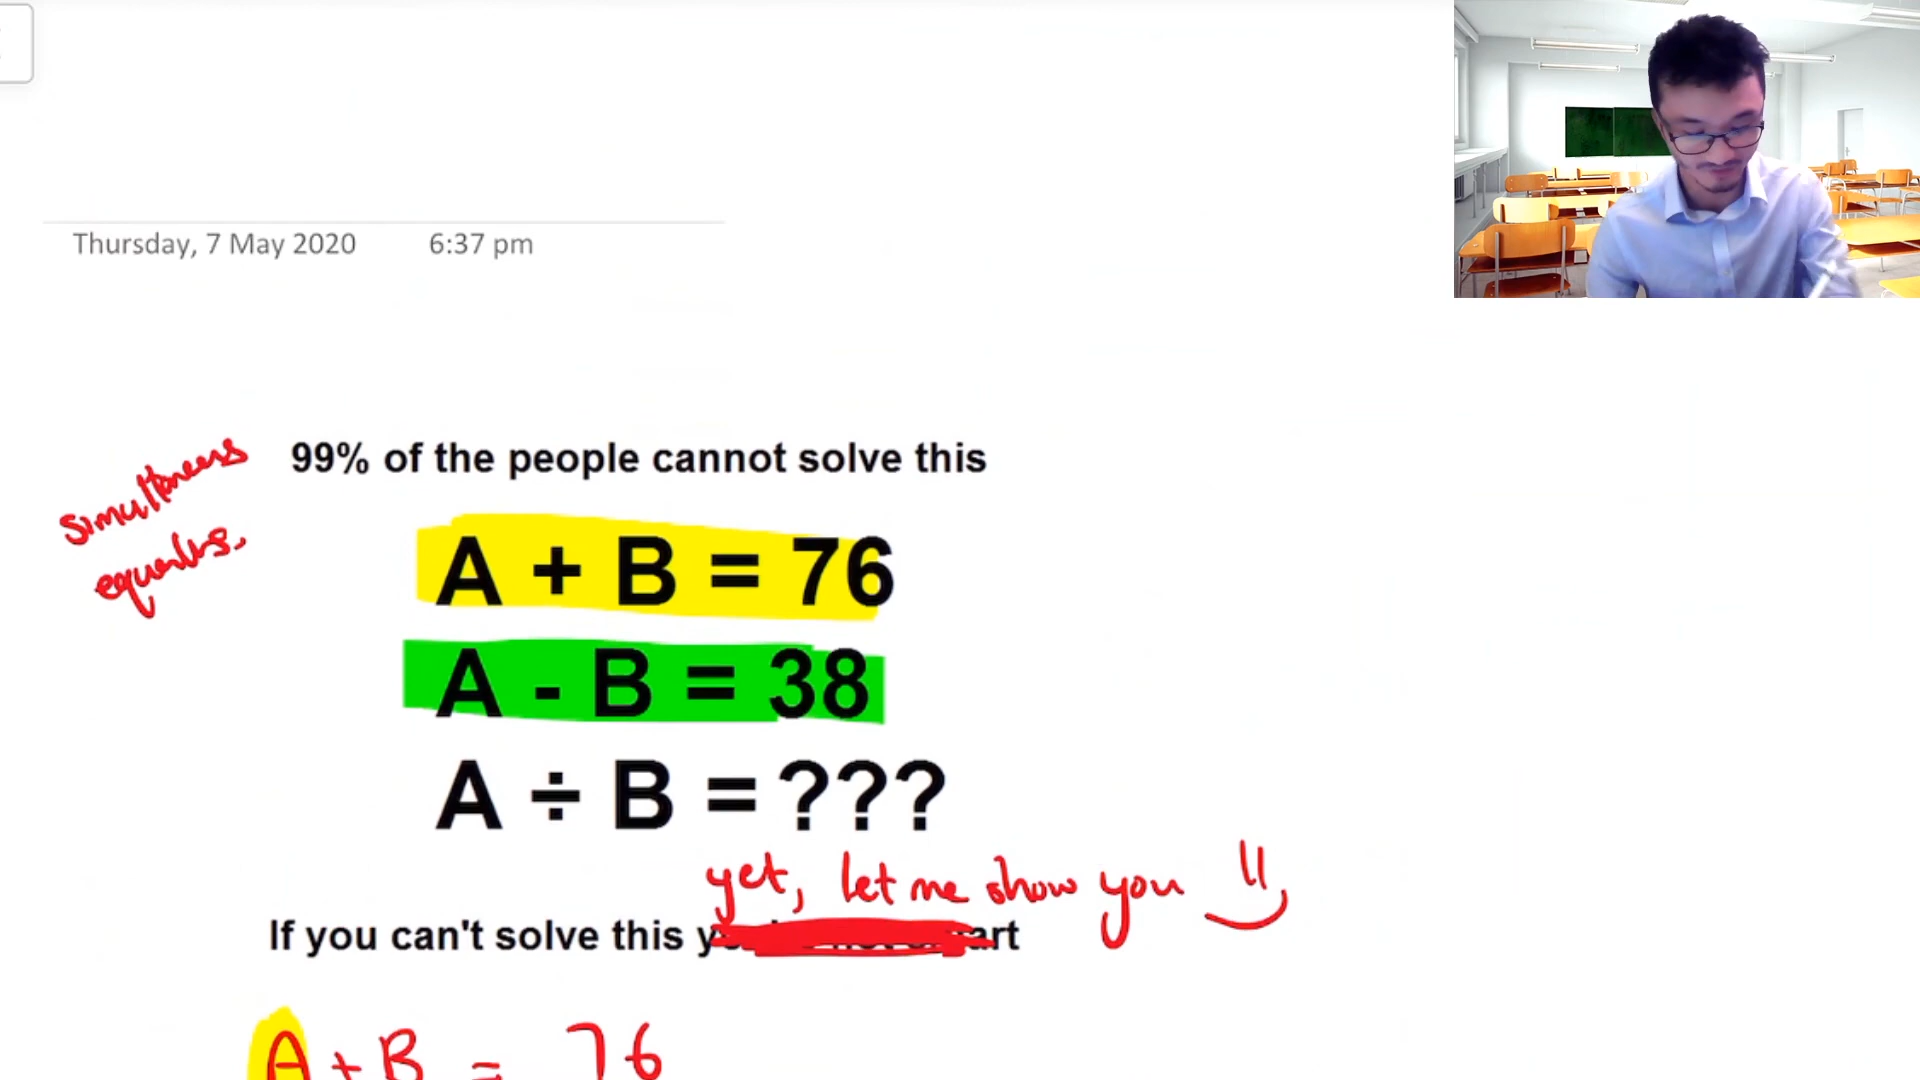 Thursday, 7 May 2020 6:37 pm
simultaneous
equations.
99% of the people cannot solve this
A + B = 76
A - B = 38
A ÷ B = ???
yet, let me show you
If you can't solve this
A + B = 76